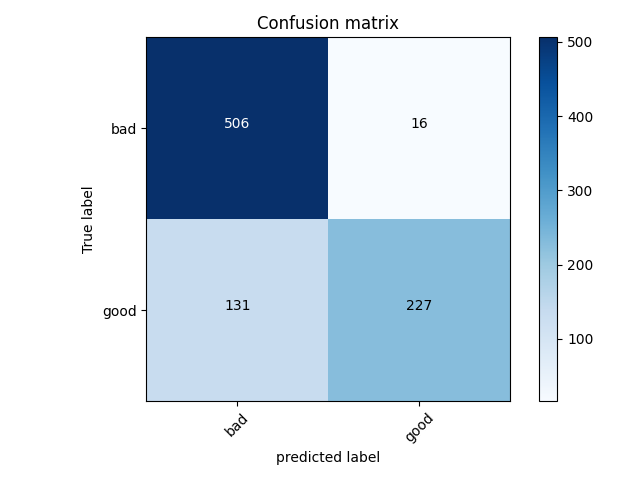 Confusion matrix
True label
bad
506
16
good
131
227
bad
good
predicted label
500
400
300
200
100